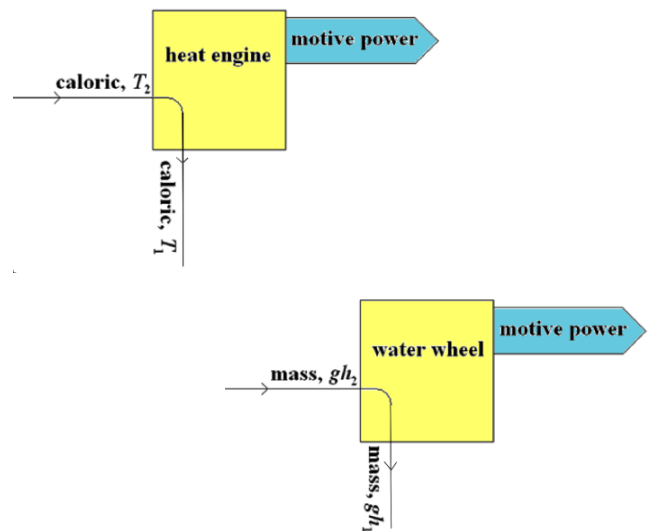 motive power
heat engine
caloric, T₂
caloric, T₁
motive power
water wheel
mass, gh₂
mass, gh₁